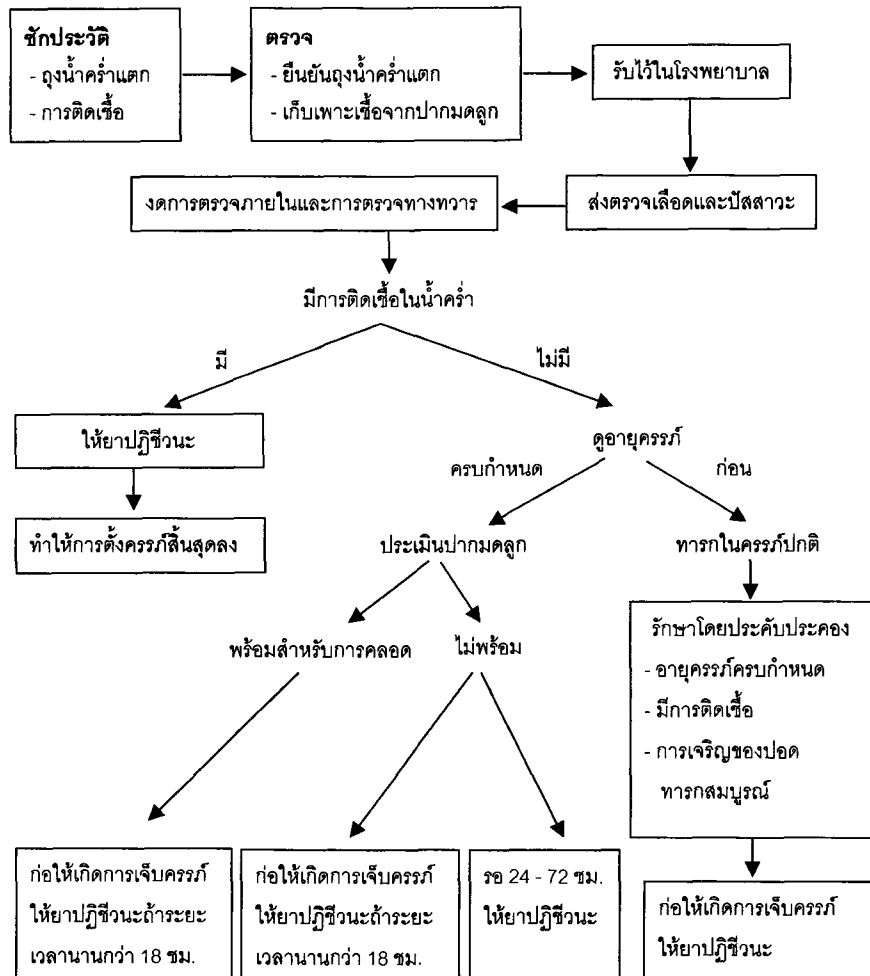 ซักประวัติ
- ถุงน้ำคร่ำแตก
- การติดเชื้อ
ตรวจ
- ยืนยันถุงน้ำคร่ำแตก
- เก็บเพาะเชื้อจากปากมดลูก
รับไว้ในโรงพยาบาล
งดการตรวจภายในและการตรวจทางทวาร
ส่งตรวจเลือดและปัสสาวะ
มีการติดเชื้อในน้ำคร่ำ
มี
ไม่มี
ให้ยาปฏิชีวนะ
ดูอายุครรภ์
ครบกำหนด
ก่อน
ทำให้การตั้งครรภ์สิ้นสุดลง
ประเมินปากมดลูก
ทารกในครรภ์ปกติ
พร้อมสำหรับการคลอด
ไม่พร้อม
รักษาโดยประคับประคอง
- อายุครรภ์ครบกำหนด
- มีการติดเชื้อ
- การเจริญของปอด
ทารกสมบูรณ์
ก่อให้เกิดการเจ็บครรภ์
ให้ยาปฏิชีวนะถ้าระยะ
เวลานานกว่า 18 ชม.
ก่อให้เกิดการเจ็บครรภ์
ให้ยาปฏิชีวนะถ้าระยะ
เวลานานกว่า 18 ชม.
รอ 24 - 72 ชม.
ให้ยาปฏิชีวนะ
ก่อให้เกิดการเจ็บครรภ์
ให้ยาปฏิชีวนะ